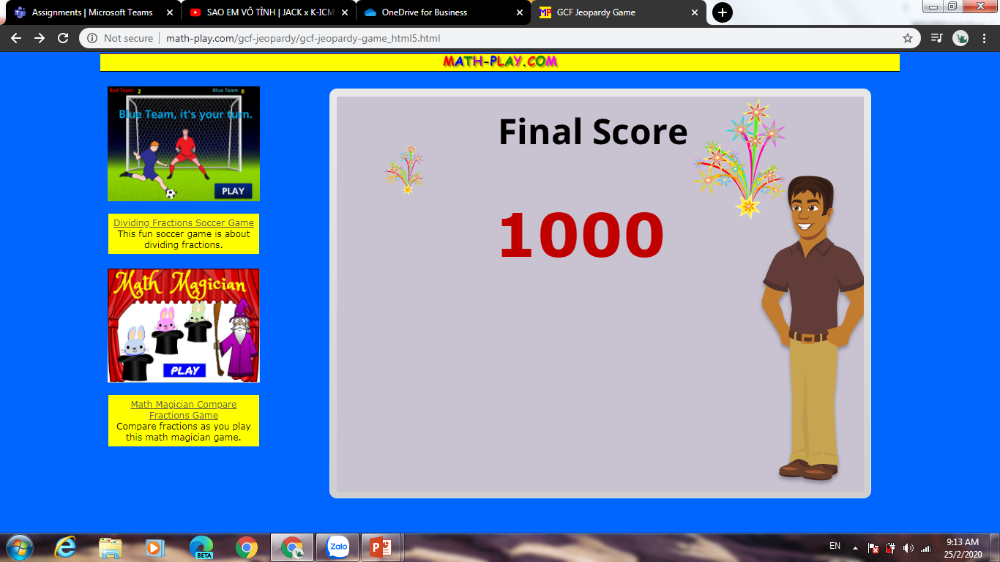 Assignments | Microsoft Teams
SAO EM VÔ TÌNH | JACK x K-ICM
OneDrive for Business
MP
GCF Jeopardy Game
Not secure
math-play.com/gcf-jeopardy/gcf-jeopardy-game_html5.html
MATH-PLAY.COM
Red Team: 2
Blue Team: 0
Blue Team, it's your turn.
PLAY
Dividing Fractions Soccer Game
This fun soccer game is about
dividing fractions.
Math Magician
PLAY
Math Magician Compare
Fractions Game
Compare fractions as you play
this math magician game.
Final Score
1000
BETA
Zalo
EN
9:13 AM
25/2/2020